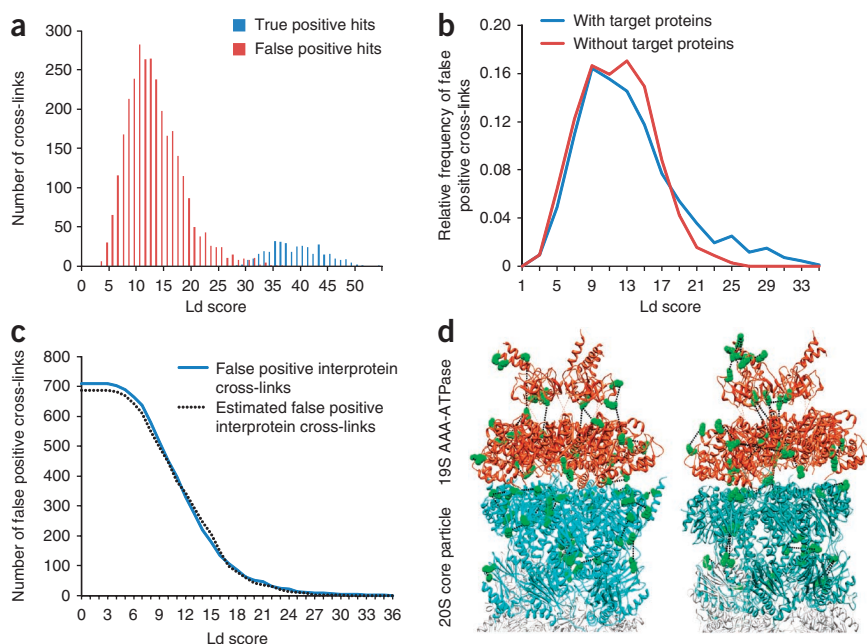 a
True positive hits
False positive hits
Number of cross-links
300
250
200
150
100
50
0
0 5 10 15 20 25 30 35 40 45 50
Ld score
b
With target proteins
Without target proteins
Relative frequency of false
positive cross-links
0.16
0.12
0.08
0.04
0
1 5 9 13 17 21 25 29 33
Ld score
c
False positive interprotein
cross-links
Estimated false positive
interprotein cross-links
Number of false positive cross-links
800
700
600
500
400
300
200
100
0
0 3 6 9 12 15 18 21 24 27 30 33 36
Ld score
d
19S AAA-ATPase
20S core particle